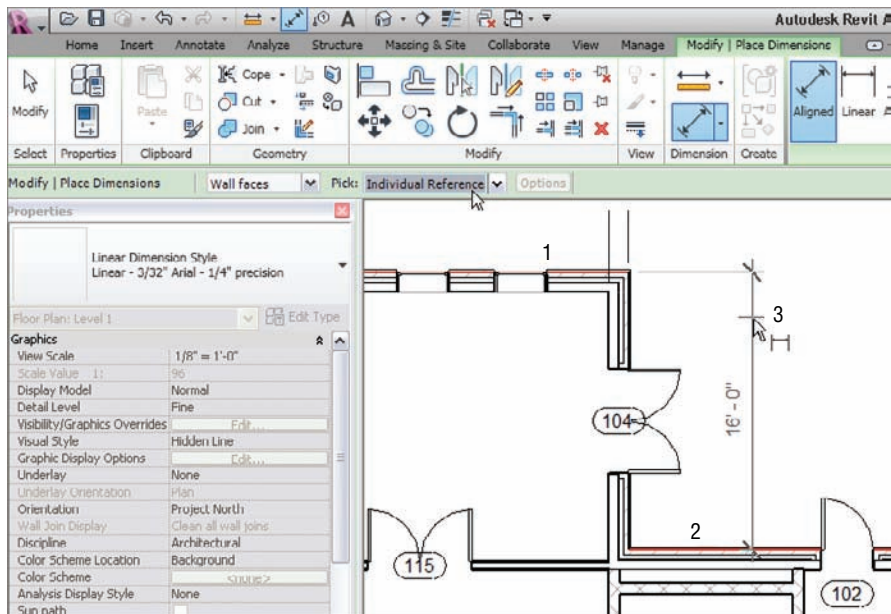 Autodesk Revit A
Home Insert Annotate Analyze Structure Massing & Site Collaborate View Manage Modify | Place Dimensions
Modify
Paste
Cope
Cut
Join
Aligned Linear
Select Properties Clipboard Geometry Modify View Dimension Create
Modify | Place Dimensions Wall faces Pick: Individual Reference Options
Properties
Linear Dimension Style
Linear - 3/32" Arial - 1/4" precision
Floor Plan: Level 1 Edit Type
Graphics
View Scale 1/8" = 1'-0"
Scale Value 1: 96
Display Model Normal
Detail Level Fine
Visibility/Graphics Overrides Edit...
Visual Style Hidden Line
Graphic Display Options Edit...
Underlay None
Underlay Orientation Plan
Orientation Project North
Wall Join Display Clean all wall joins
Discipline Architectural
Color Scheme Location Background
Color Scheme <none>
Analysis Display Style None
Sun path
1
3
16' - 0"
104
2
115
102